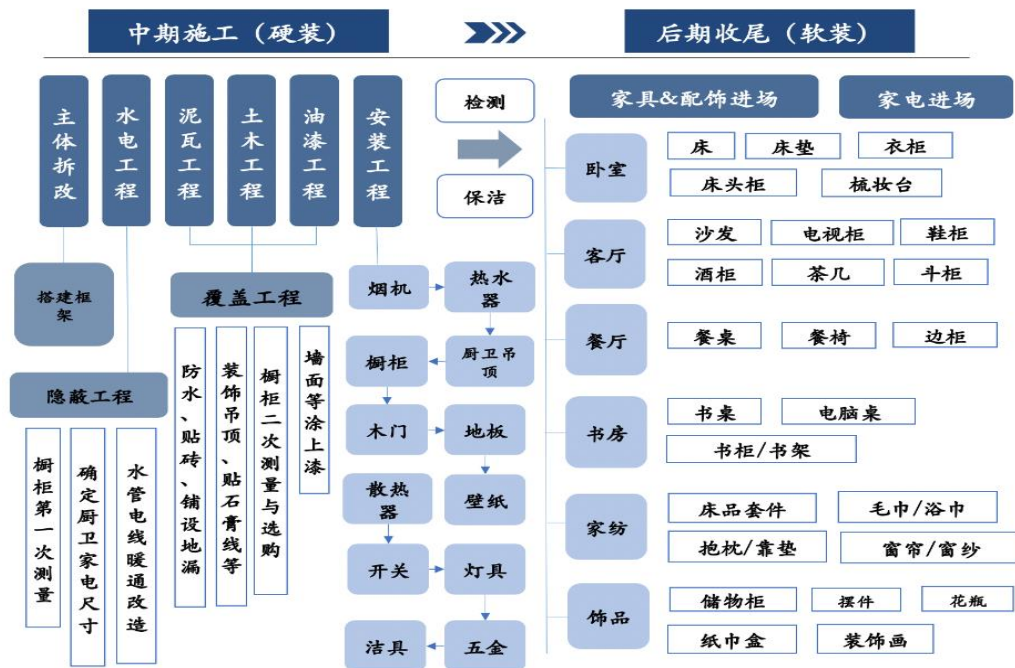 中期施工（硬装）
后期收尾（软装）
主体拆改
水电工程
泥瓦工程
土木工程
油漆工程
安装工程
检测
保洁
搭建框
架
隐蔽工程
橱柜第一次测量
确定厨卫家电尺寸
水管电线暖通改造
覆盖工程
防水、贴砖、铺设地漏
装饰吊顶、贴石膏线等
橱柜二次测量与选购
墙面等涂上漆
烟机
热水
器
橱柜
厨卫吊
顶
木门
地板
散热
器
壁纸
开关
灯具
洁具
五金
家具&配饰进场
家电进场
卧室
床
床垫
衣柜
床头柜
梳妆台
客厅
沙发
电视柜
鞋柜
酒柜
茶几
斗柜
餐厅
餐桌
餐椅
边柜
书房
书桌
电脑桌
书柜/书架
家纺
床品套件
毛巾/浴巾
抱枕/靠垫
窗帘/窗纱
饰品
储物柜
摆件
花瓶
纸巾盒
装饰画